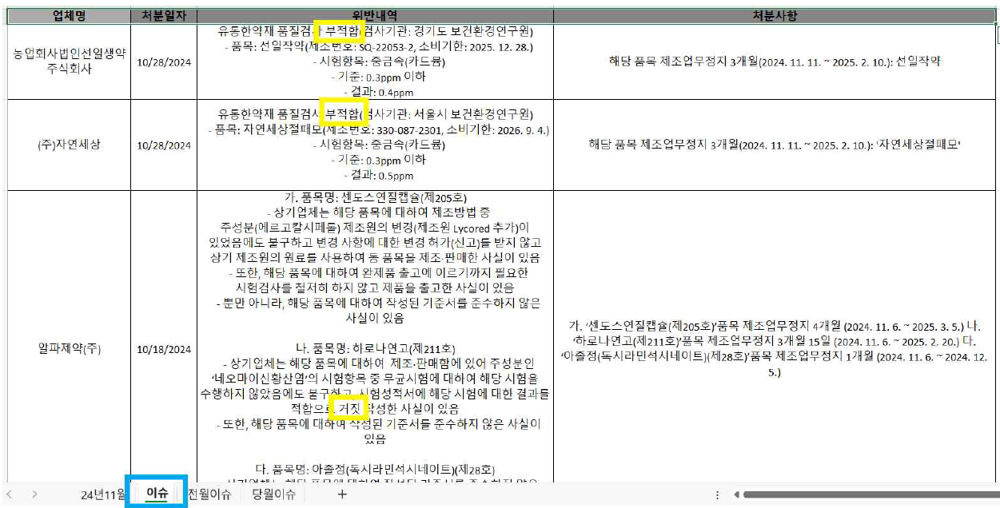 업체명 처분일자 위반내역 처분사항
유통한약재 품질검사 부적합(검사기관: 경기도 보건환경연구원)
- 품목: 선일작약(제조번호: SQ-22053-2, 소비기한: 2025. 12. 28.)
- 시험항목: 중금속(카드뮴)
- 기준: 0.3ppm 이하
- 결과: 0.4ppm
농업회사법인선일생약
주식회사
10/28/2024
해당 품목 제조업무정지 3개월(2024. 11. 11. ~ 2025. 2. 10.): 선일작약
유통한약재 품질검사 부적합(검사기관: 서울시 보건환경연구원)
- 품목: 자연세상절패모(제조번호: 330-087-2301, 소비기한: 2026. 9. 4.)
- 시험항목: 중금속(카드뮴)
- 기준: 0.3ppm 이하
- 결과: 0.5ppm
(주)자연세상
10/28/2024
해당 품목 제조업무정지 3개월(2024. 11. 11. ~ 2025. 2. 10.): '자연세상절패모'
가. 품목명: 센도스연질캡슐(제205호)
- 상기업체는 해당 품목에 대하여 제조방법 중
주성분(에르고칼시페롤) 제조원의 변경(제조원 Lycored 추가)이
있었음에도 불구하고 변경 사항에 대한 변경 허가(신고)를 받지 않고
상기 제조원의 원료를 사용하여 동 품목을 제조·판매한 사실이 있음
- 또한, 해당 품목에 대하여 완제품 출고에 이르기까지 필요한
시험검사를 철저히 하지 않고 제품을 출고한 사실이 있음
- 뿐만 아니라, 해당 품목에 대하여 작성된 기준서를 준수하지 않은
사실이 있음
나. 품목명: 하로나연고(제211호)
- 상기업체는 해당 품목에 대하여 제조·판매함에 있어 주성분인
'네오마이신황산염'의 시험항목 중 무균시험에 대하여 해당 시험을
수행하지 않았음에도 불구하고, 시험성적서에 해당 시험에 대한 결과를
적합으로 거짓 작성한 사실이 있음
- 또한, 해당 품목에 대하여 작성된 기준서를 준수하지 않은 사실이
있음
다. 품목명: 아졸정(독시라민석시네이트)(제28호)
알파제약(주)
10/18/2024
가. '센도스연질캡슐(제205호)'품목 제조업무정지 4개월 (2024. 11. 6. ~ 2025. 3. 5.) 나.
'하로나연고(제211호)'품목 제조업무정지 3개월 15일 (2024. 11. 6. ~ 2025. 2. 20.) 다.
'아졸정(독시라민석시네이트)(제28호)'품목 제조업무정지 1개월 (2024. 11. 6. ~ 2024. 12.
5.)
24년11월 이슈 전월이슈 당월이슈 +